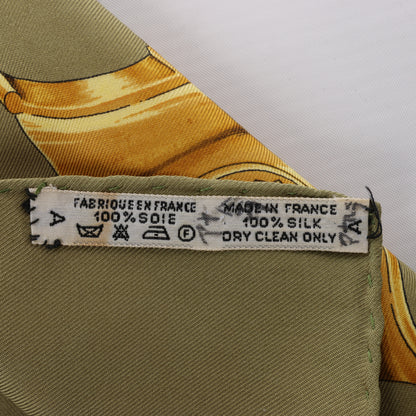 A
FABRIQUE EN FRANCE
100% SOIE
F
MADE IN FRANCE
100% SILK
DRY CLEAN ONLY
A